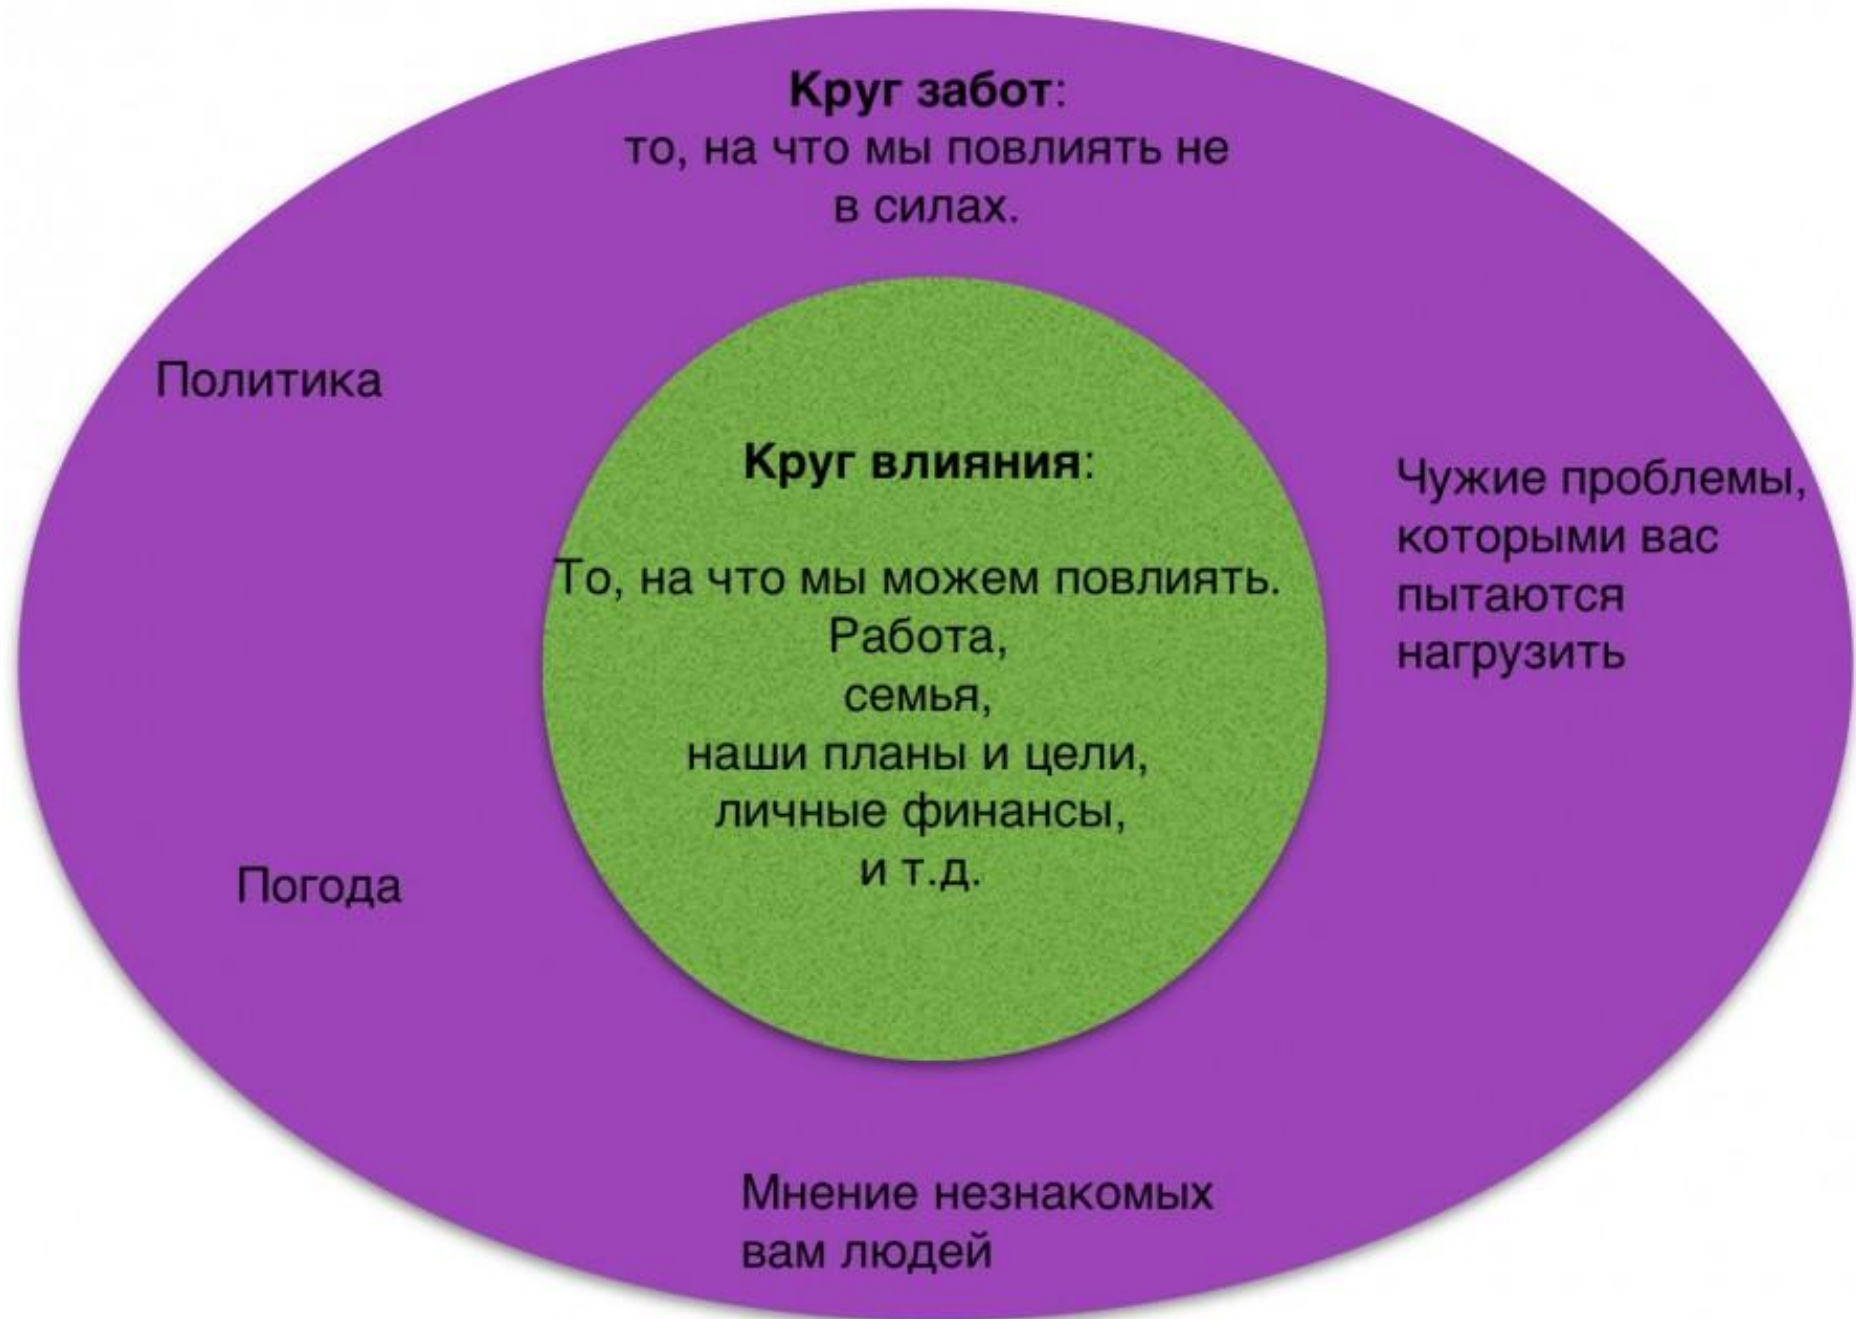 Круг забот:
то, на что мы повлиять не
в силах.
Политика
Круг влияния:
То, на что мы можем повлиять.
Работа,
семья,
наши планы и цели,
личные финансы,
и т.д.
Чужие проблемы,
которыми вас
пытаются
нагрузить
Погода
Мнение незнакомых
вам людей